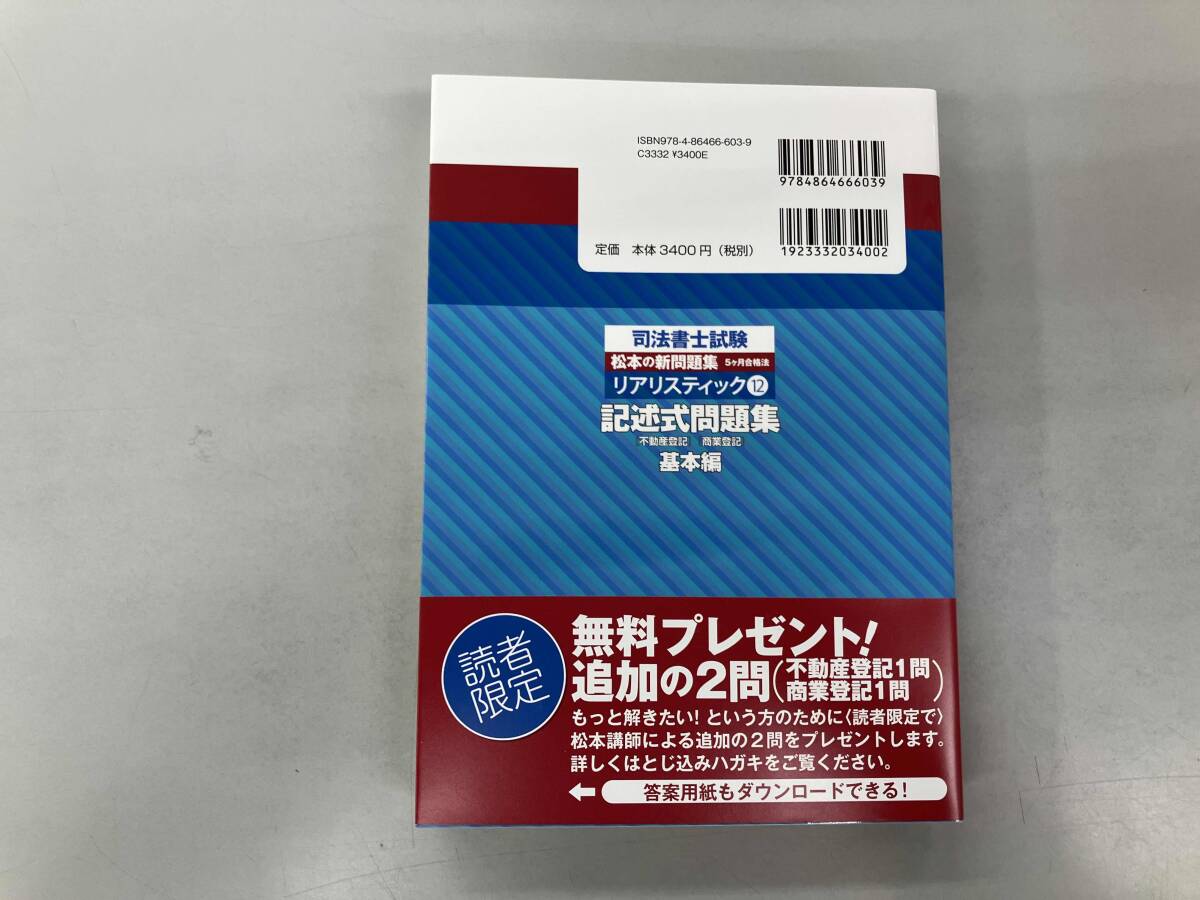 ISBN978-4-86466-603-9
C3332 ¥3400E
9784864666039
定価 本体3400円(税別)
1923332034002
司法書士試験
松本の新問題集 5ヶ月合格法
リアリスティック⑫
記述式問題集
不動産登記 商業登記
基本編
読者
限定
無料プレゼント!
追加の2問(不動産登記1問
商業登記1問)
もっと解きたい! という方のために〈読者限定で〉
松本講師による追加の2問をプレゼントします。
詳しくはとじ込みハガキをご覧ください。
← 答案用紙もダウンロードできる!